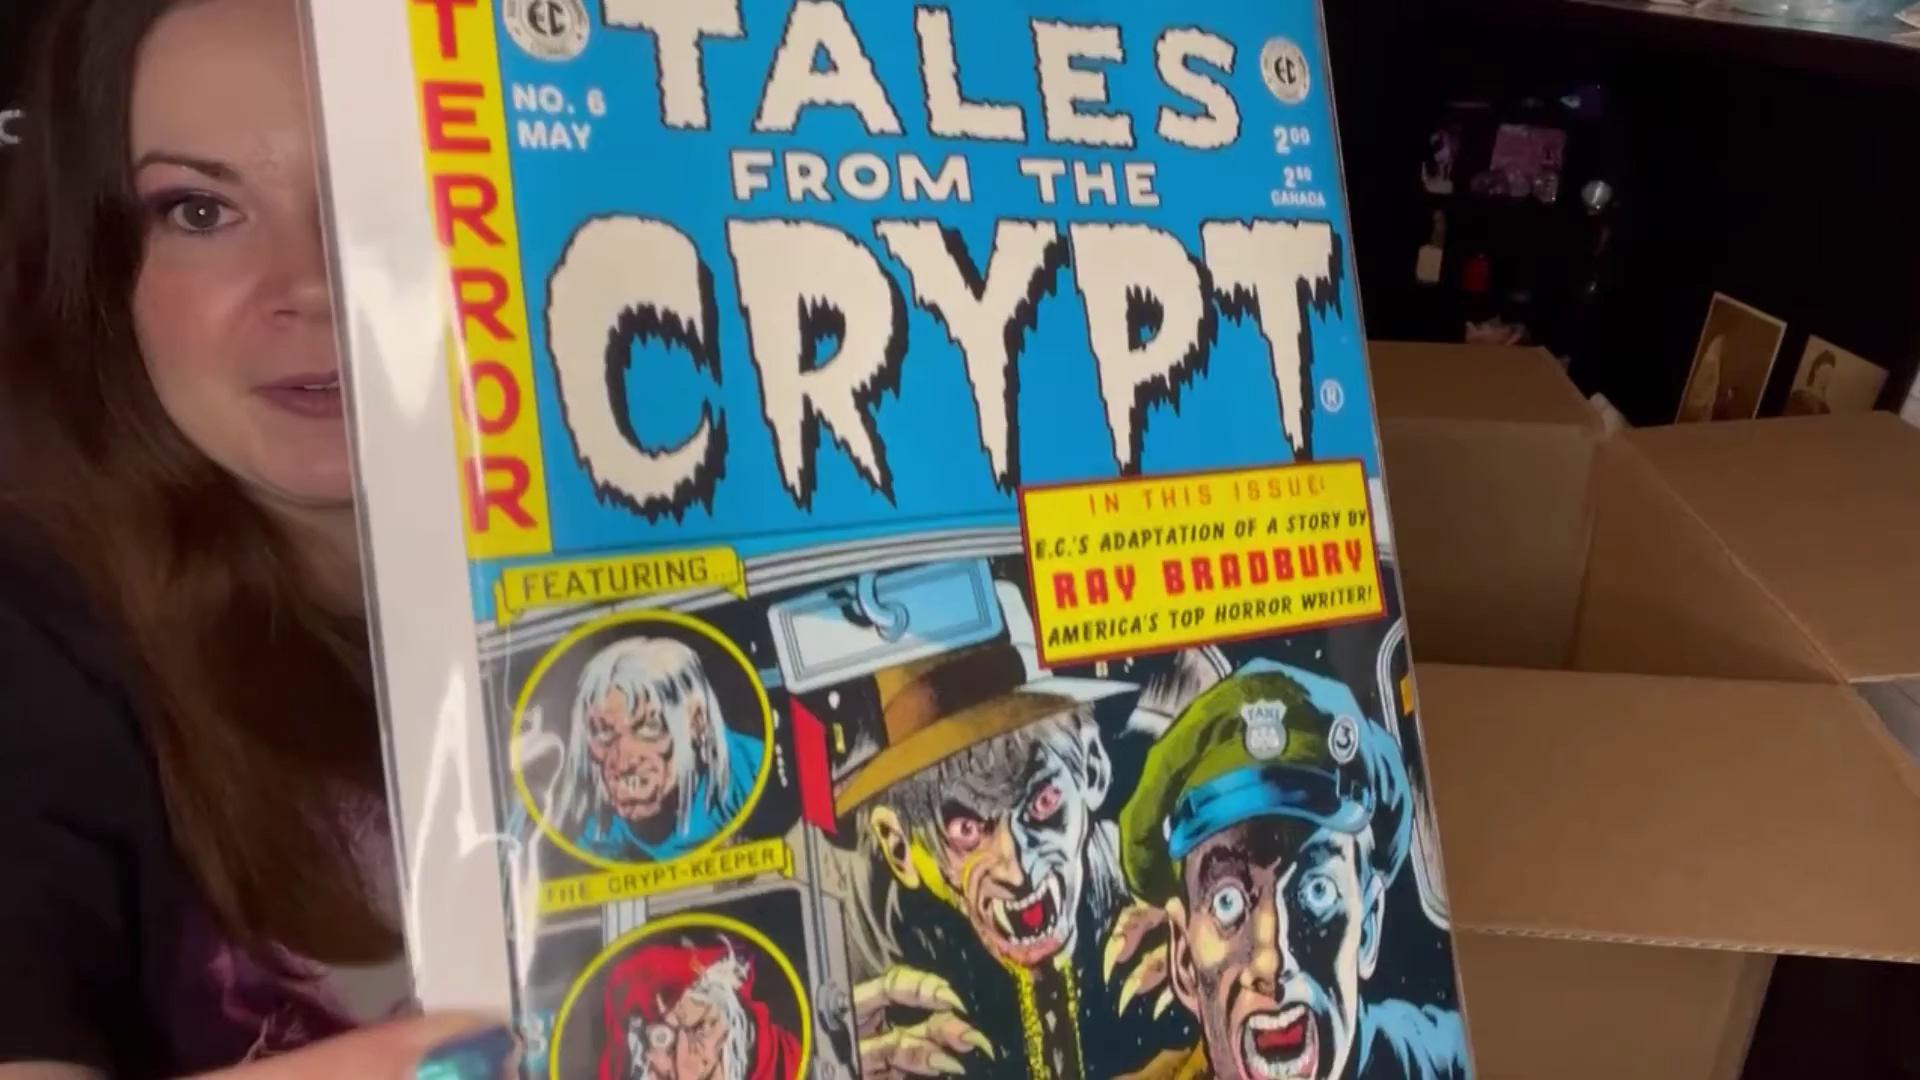 TERROR
EC
NO. 6
MAY
TALES
FROM THE
CRYPT
EC
2.00
2.50
CANADA
®
IN THIS ISSUE:
E.C.'S ADAPTATION OF A STORY BY
RAY BRADBURY
AMERICA'S TOP HORROR WRITER!
FEATURING...
THE CRYPT-KEEPER
TAXI
3